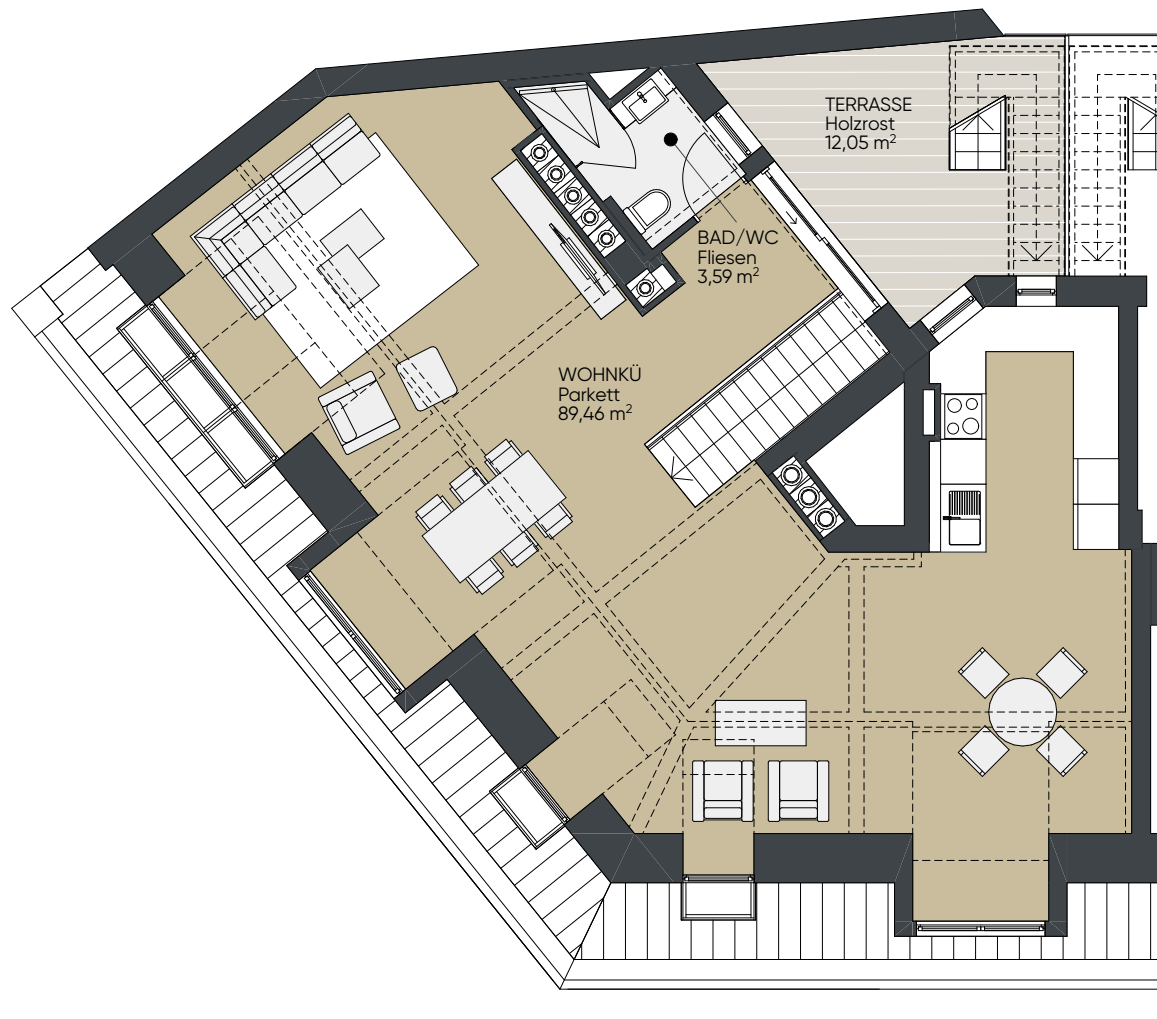 TERRASSE
Holzrost
12,05 m²
BAD/WC
Fliesen
3,59 m²
WOHNKÜ
Parkett
89,46 m²